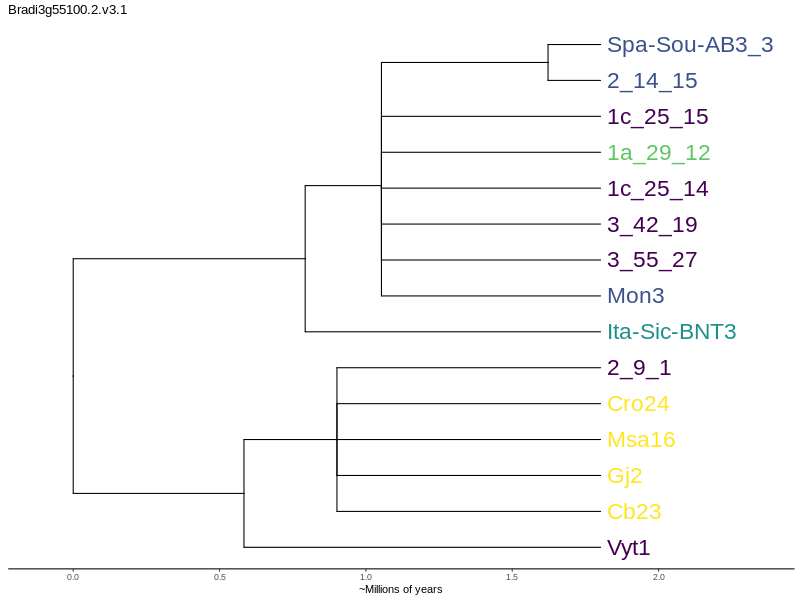 Bradi3g55100.2.v3.1
Spa-Sou-AB3_3
2_14_15
1c_25_15
1a_29_12
1c_25_14
3_42_19
3_55_27
Mon3
Ita-Sic-BNT3
2_9_1
Cro24
Msa16
Gj2
Cb23
Vyt1
0.0 0.5 1.0 1.5 2.0
~Millions of years